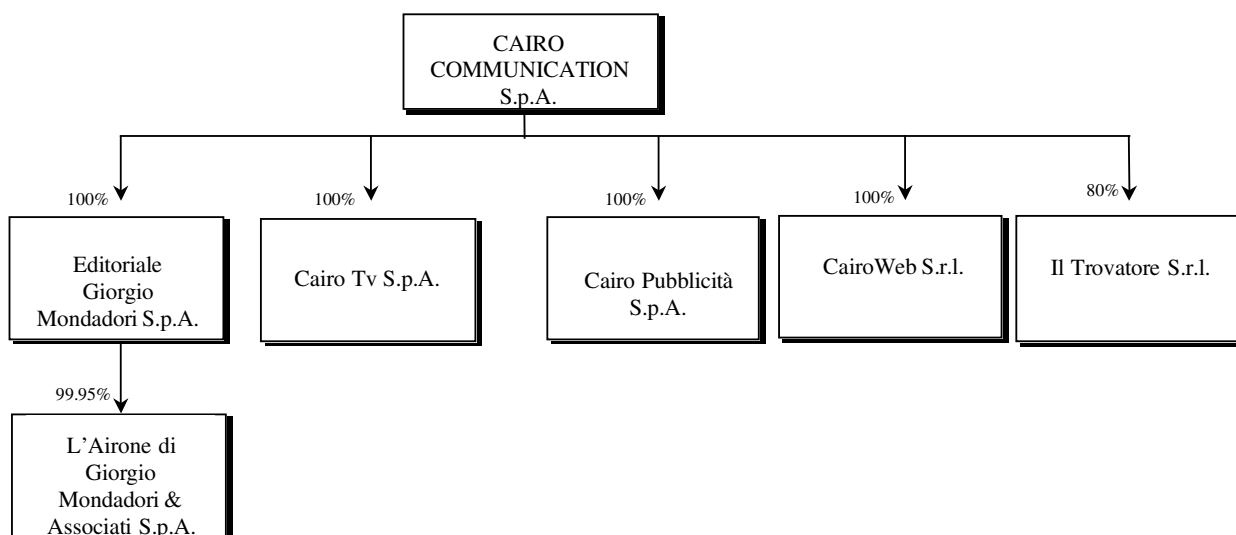 CAIRO
COMMUNICATION
S.p.A.
100%
100%
100%
100%
80%
Editoriale
Giorgio
Mondadori S.p.A.
Cairo Tv S.p.A.
Cairo Pubblicità
S.p.A.
CairoWeb S.r.l.
Il Trovatore S.r.l.
99.95%
L'Airone di
Giorgio
Mondadori &
Associati S.p.A.